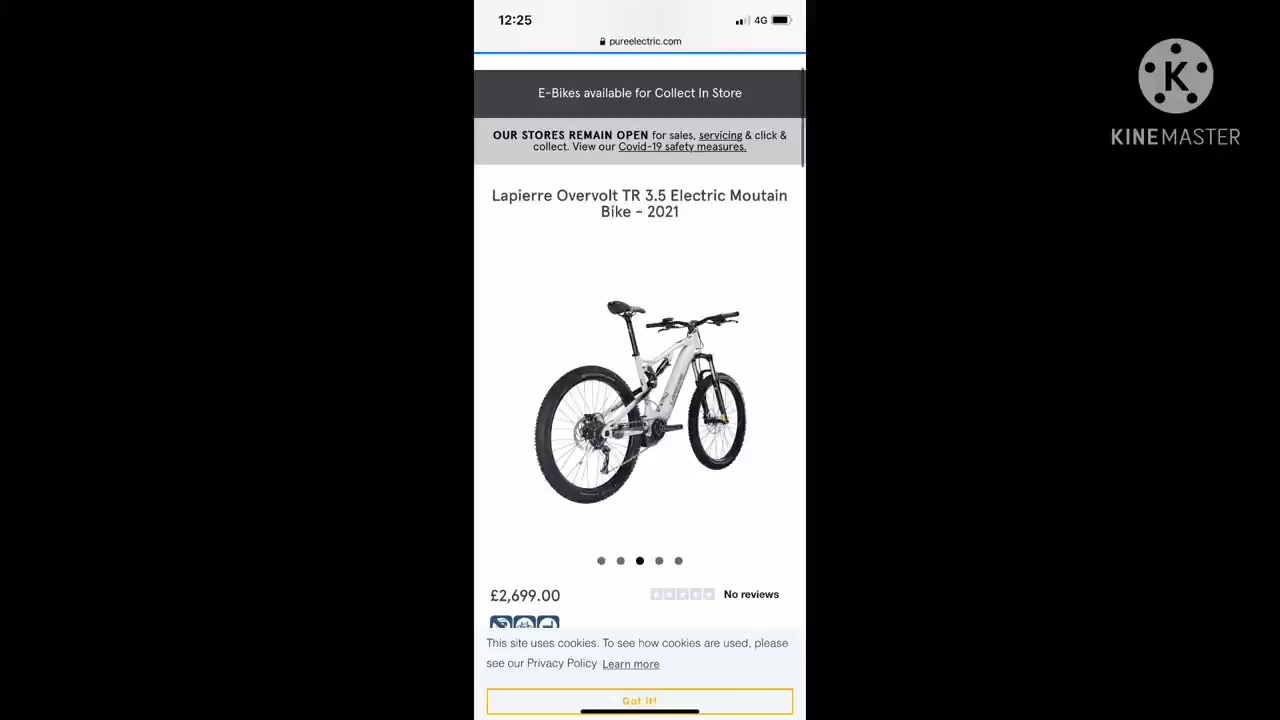 12:25
4G
pureelectric.com
K
KINEMASTER
E-Bikes available for Collect In Store
OUR STORES REMAIN OPEN for sales, servicing & click &
collect. View our Covid-19 safety measures.
Lapierre Overvolt TR 3.5 Electric Moutain
Bike - 2021
£2,699.00
No reviews
This site uses cookies. To see how cookies are used, please
see our Privacy Policy Learn more
Got it!